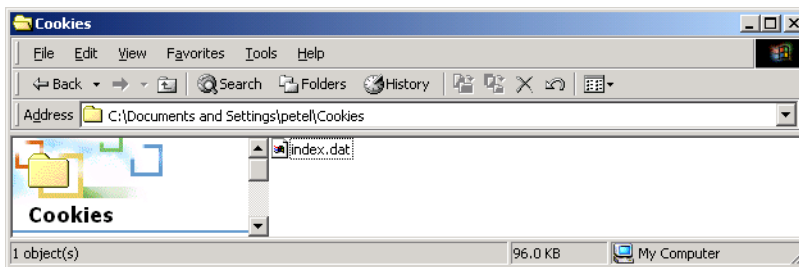 Cookies
File Edit View Favorites Tools Help
Back Search Folders History
Address C:\Documents and Settings\petel\Cookies
index.dat
Cookies
1 object(s) 96.0 KB My Computer